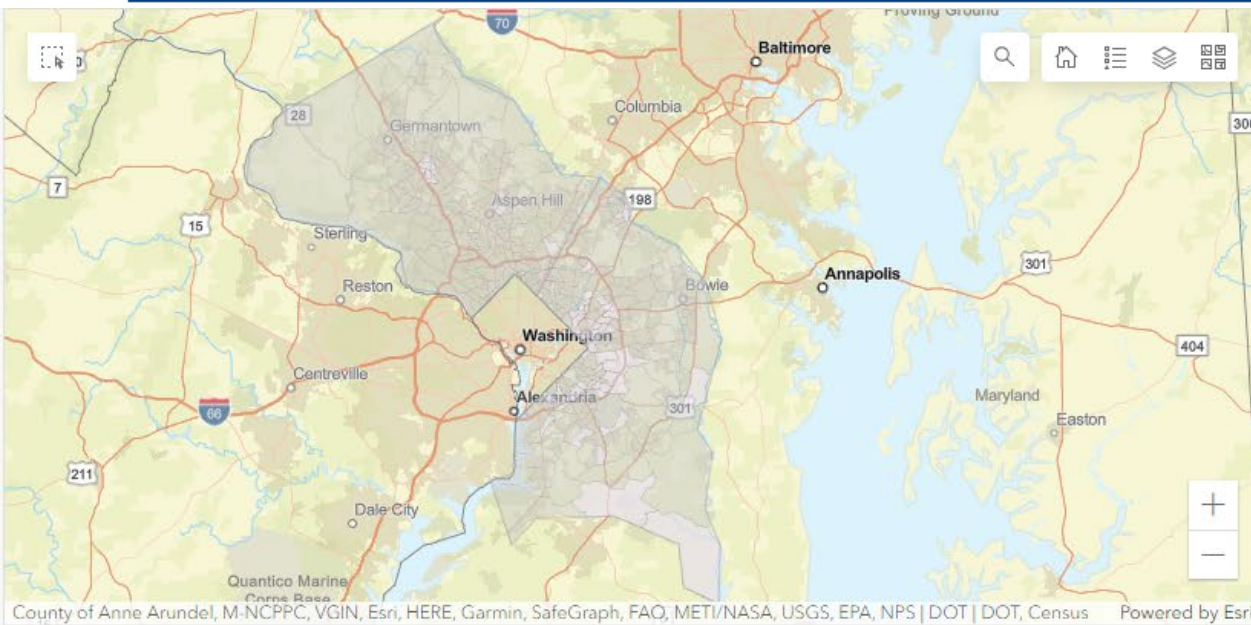 Proving Ground
70
Baltimore
Columbia
28
Germantown
7
Aspen Hill
198
15
Sterling
Annapolis
301
Reston
Bowie
Washington
404
Centreville
Alexandria
Maryland
66
301
Easton
211
Dale City
Quantico Marine
Corps Base
County of Anne Arundel, M-NCPPC, VGIN, Esri, HERE, Garmin, SafeGraph, FAO, METI/NASA, USGS, EPA, NPS | DOT | DOT, Census Powered by Esri